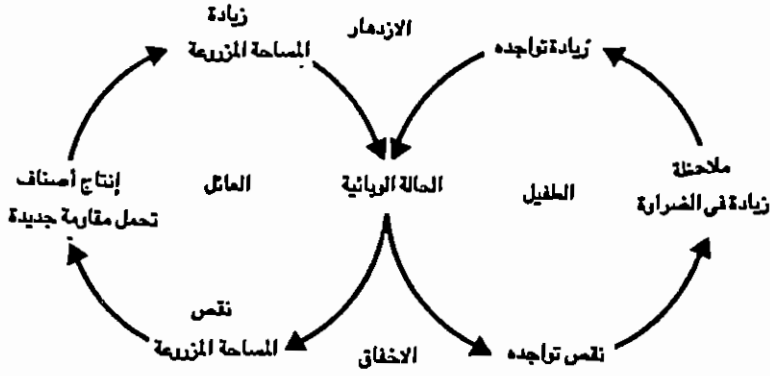 زيادة
المساحة المزروعة
الازدهار
زيادة تواجده
ملاحظة
زيادة فى الضراوة
الطفيل
الحالة الوبائية
العائل
إنتاج أصناف
تحمل مقاومة جديدة
نقص
المساحة المزروعة
الاخفاق
نقص تواجده